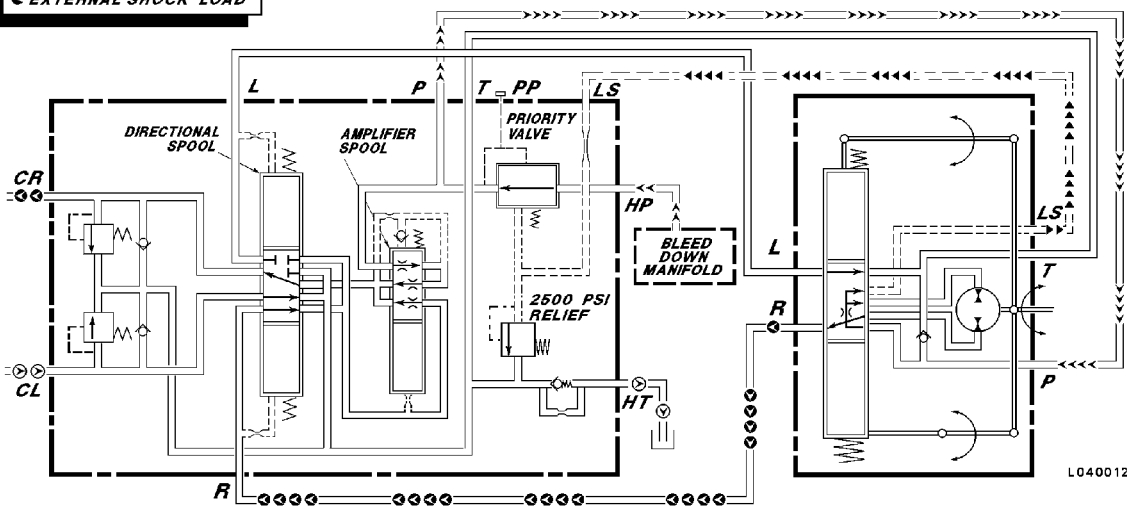 EXTERNAL SHOCK LOAD
L
P
T
PP
LS
DIRECTIONAL
SPOOL
AMPLIFIER
SPOOL
PRIORITY
VALVE
CR
HP
BLEED
DOWN
MANIFOLD
LS
L
2500 PSI
RELIEF
T
R
CL
HT
P
R
L040012